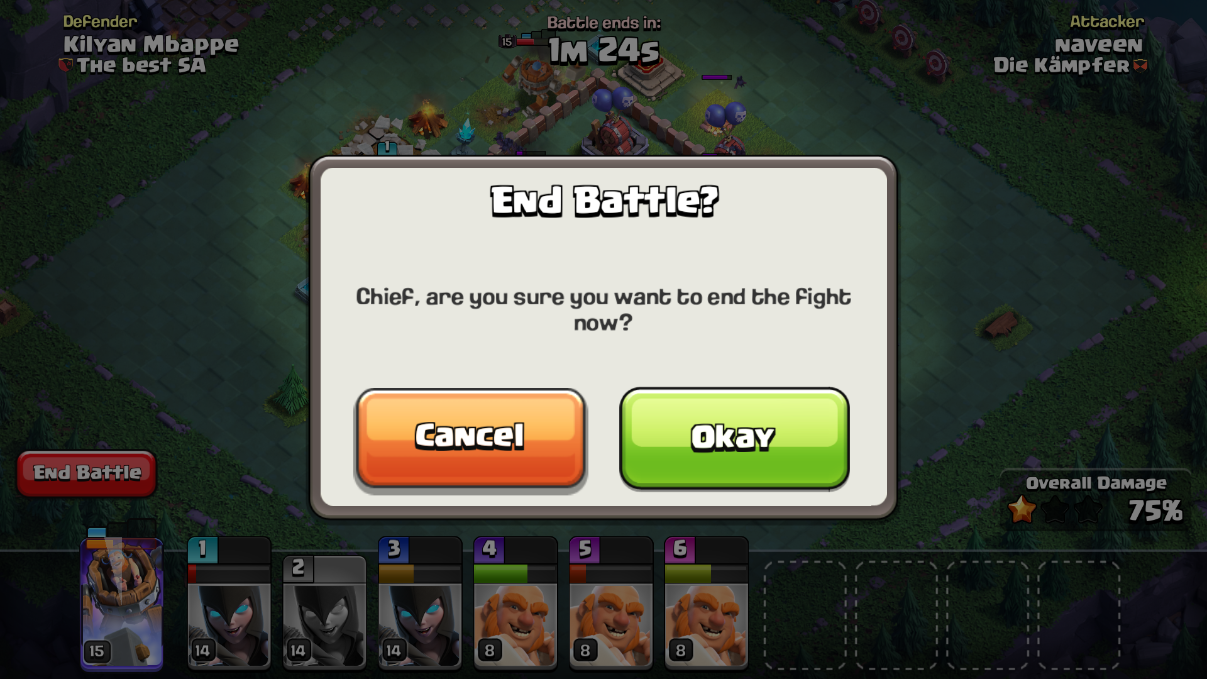 Defender
Kilyan Mbappe
The best SA
Battle ends in:
15
1M 24s
Attacker
naveen
Die Kämpfer
End Battle?
Chief, are you sure you want to end the fight
now?
Cancel
Okay
End Battle
Overall Damage
75%
1
2
3
4
5
6
15
14
14
14
8
8
8